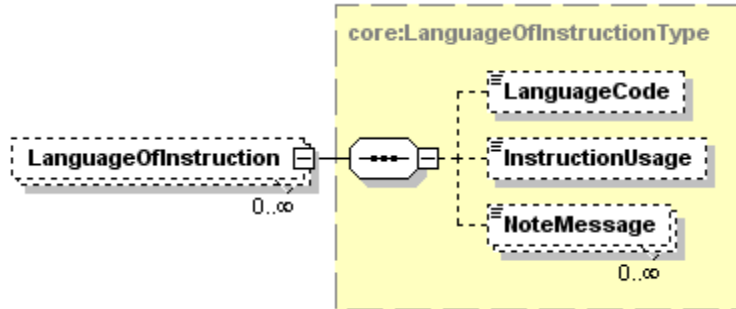 core:LanguageOfInstructionType
LanguageCode
LanguageOfInstruction
InstructionUsage
0..∞
NoteMessage
0..∞